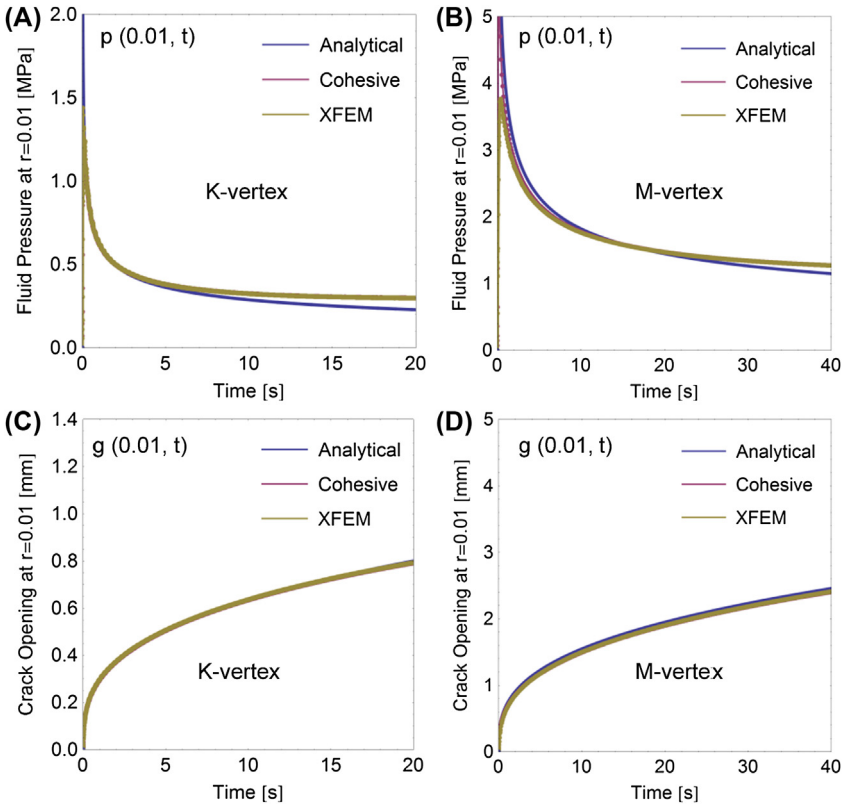 (A)
p (0.01, t)
Analytical
Cohesive
XFEM
K-vertex
Fluid Pressure at r=0.01 [MPa]
2.0
1.5
1.0
0.5
0.0
0 5 10 15 20
Time [s]
(B)
p (0.01, t)
Analytical
Cohesive
XFEM
M-vertex
Fluid Pressure at r=0.01 [MPa]
5
4
3
2
1
0
0 10 20 30 40
Time [s]
(C)
g (0.01, t)
Analytical
Cohesive
XFEM
K-vertex
Crack Opening at r=0.01 [mm]
1.4
1.2
1.0
0.8
0.6
0.4
0.2
0.0
0 5 10 15 20
Time [s]
(D)
g (0.01, t)
Analytical
Cohesive
XFEM
M-vertex
Crack Opening at r=0.01 [mm]
5
4
3
2
1
0
0 10 20 30 40
Time [s]